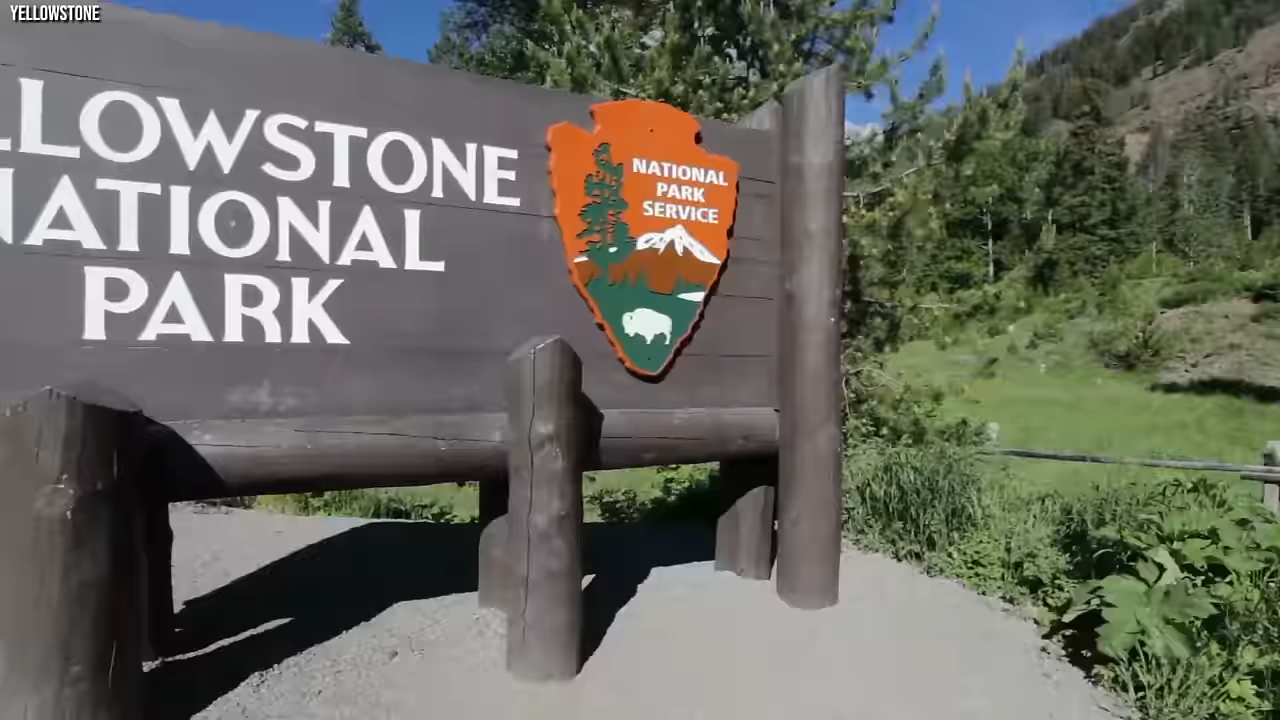 YELLOWSTONE
LLOWSTONE
NATIONAL
PARK
NATIONAL
PARK
SERVICE